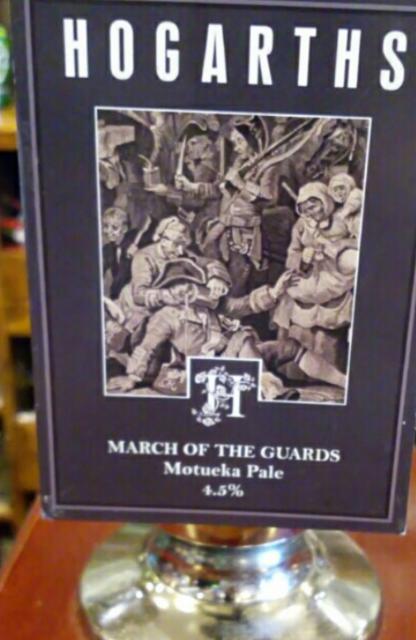 HOGARTHS
H
MARCH OF THE GUARDS
Motueka Pale
4.5%